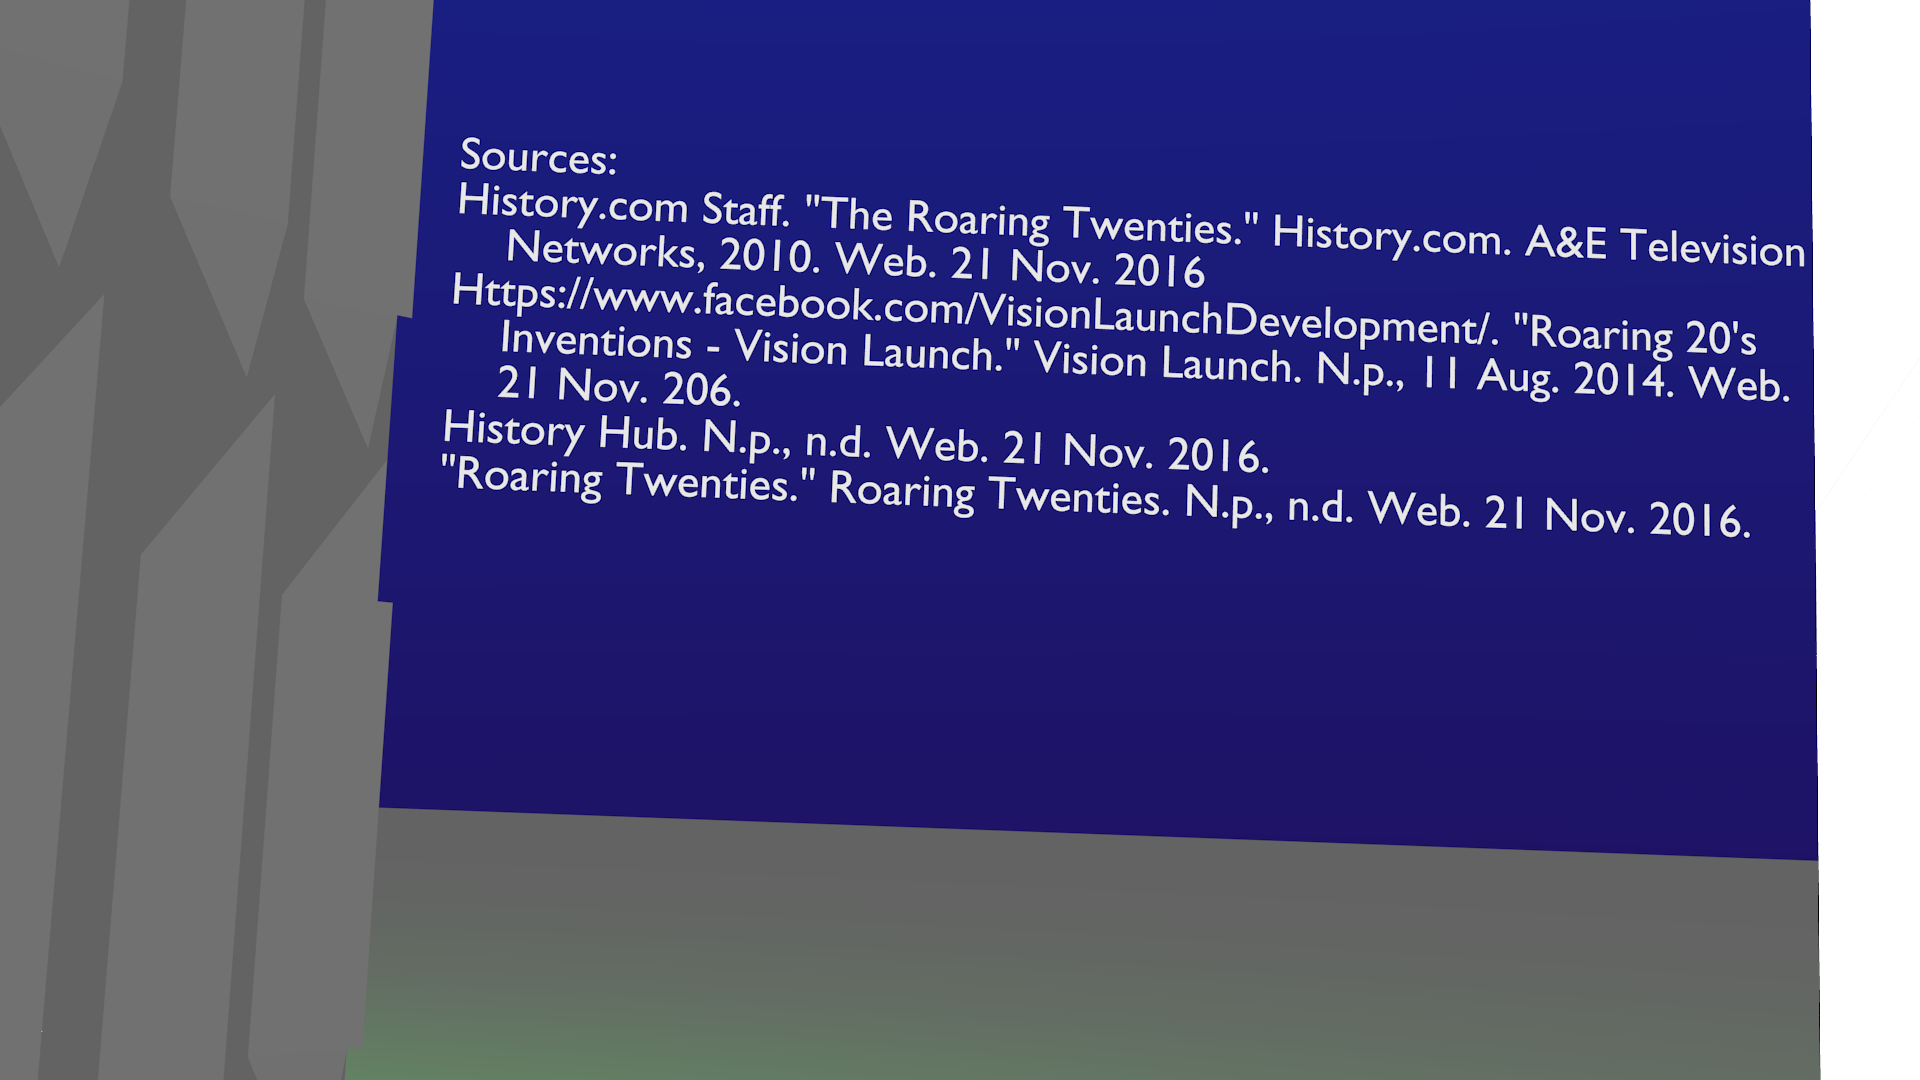 Sources:
History.com Staff. "The Roaring Twenties." History.com. A&E Television
Networks, 2010. Web. 21 Nov. 2016
Https://www.facebook.com/VisionLaunchDevelopment/. "Roaring 20's
Inventions - Vision Launch." Vision Launch. N.p., 11 Aug. 2014. Web.
21 Nov. 206.
History Hub. N.p., n.d. Web. 21 Nov. 2016.
"Roaring Twenties." Roaring Twenties. N.p., n.d. Web. 21 Nov. 2016.